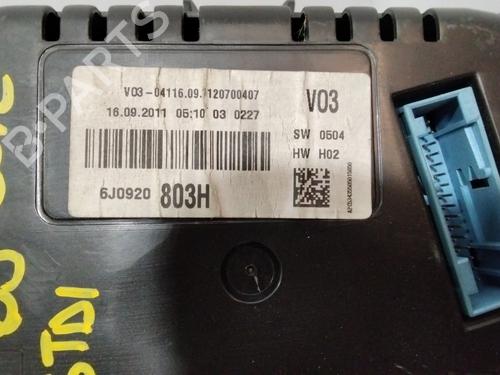 V03-04116.09.  120700407
16.09.2011 05:10 03 0227
V03
SW 0504
HW H02
6J0920 803H
TDI
B-PARTS